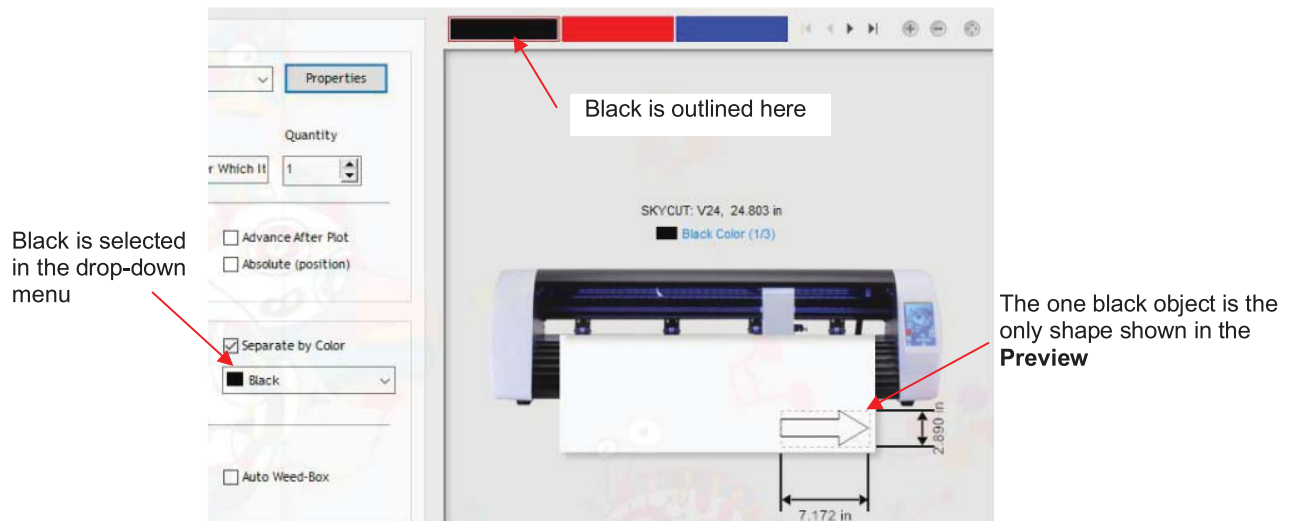 Properties
Black is outlined here
Quantity
r Which It
1
SKYCUT: V24, 24.803 in
Black Color (1/3)
Black is selected
in the drop-down
menu
Advance After Plot
Absolute (position)
The one black object is the
only shape shown in the
Preview
Separate by Color
Black
2.890 in
Auto Weed-Box
7.172 in